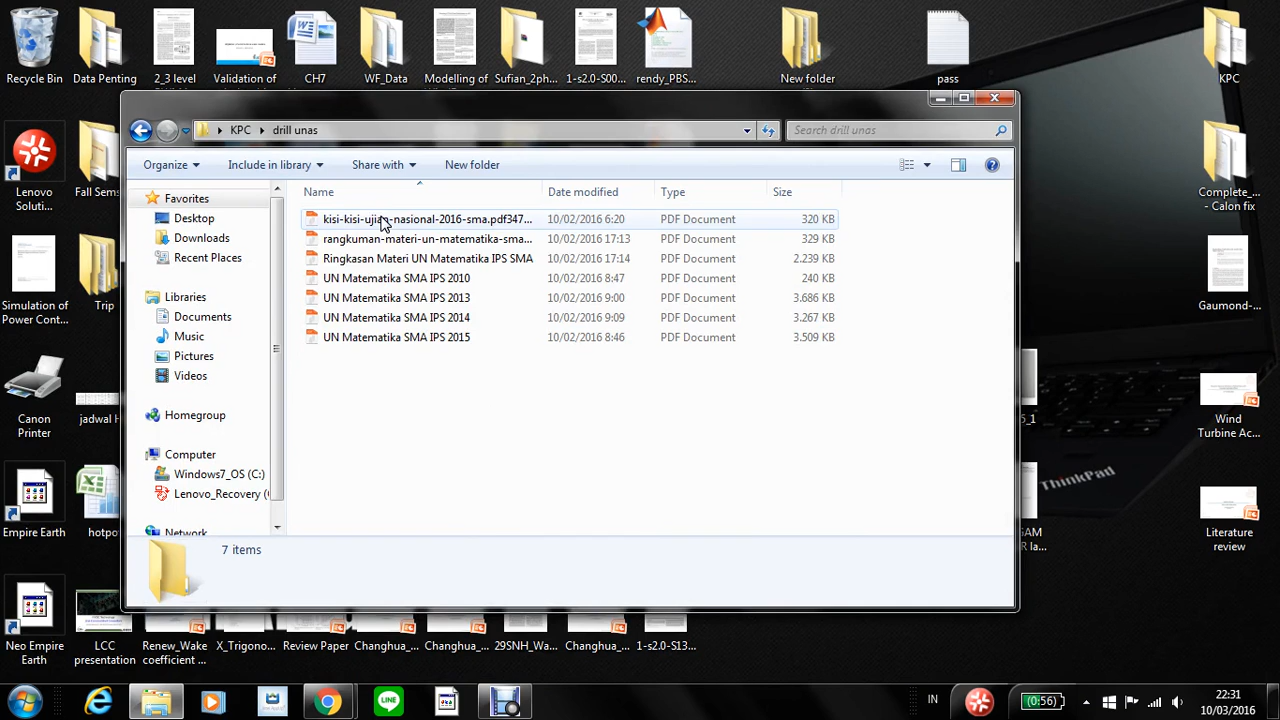 Recycle Bin
Data Penting
2_3 level
Validation of
CH7
WF_Data
Modelling of
Sufian_2ph...
1-s2.0-S00...
rendy_PBS...
New folder
pass
KPC
KPC
drill unas
Search drill unas
Organize
Include in library
Share with
New folder
Name
Date modified
Type
Size
Favorites
Desktop
Downloads
Recent Places
Libraries
Documents
Music
Pictures
Videos
Homegroup
Computer
Windows7_OS (C:)
Lenovo_Recovery (
Network
kisi-kisi-ujian-nasional-2016-sma.pdf347... 10/02/2016 6:20 PDF Document 320 KB
rangkuman-materi-un-matematika-sma... 10/02/2016 17:13 PDF Document 329 KB
Ringkasan Materi UN Matematika IPS SMA 10/02/2016 17:14 PDF Document 2.239 KB
UN Matematika SMA IPS 2010 10/02/2016 8:47 PDF Document 240 KB
UN Matematika SMA IPS 2013 10/02/2016 9:00 PDF Document 3.686 KB
UN Matematika SMA IPS 2014 10/02/2016 9:09 PDF Document 3.267 KB
UN Matematika SMA IPS 2015 10/02/2016 8:46 PDF Document 3.509 KB
7 items
Lenovo
Soluti...
Fall Sems
Complete_...
- Calon fix
Simulation of
Power Cont...
Trip
Gaumond-...
Canon
Printer
jadwal H
Wind
Turbine Ac...
ThinkPad
Empire Earth
hotpo
Literature
review
Neo Empire
Earth
LCC
presentation
Renew_Wake
coefficient ...
X_Trigono...
Review Paper
Changhua_...
Changhua_...
29SNH_Wa...
Changhua_...
1-s2.0-S13...
LINE
IN
(0:56)
22:31
10/03/2016